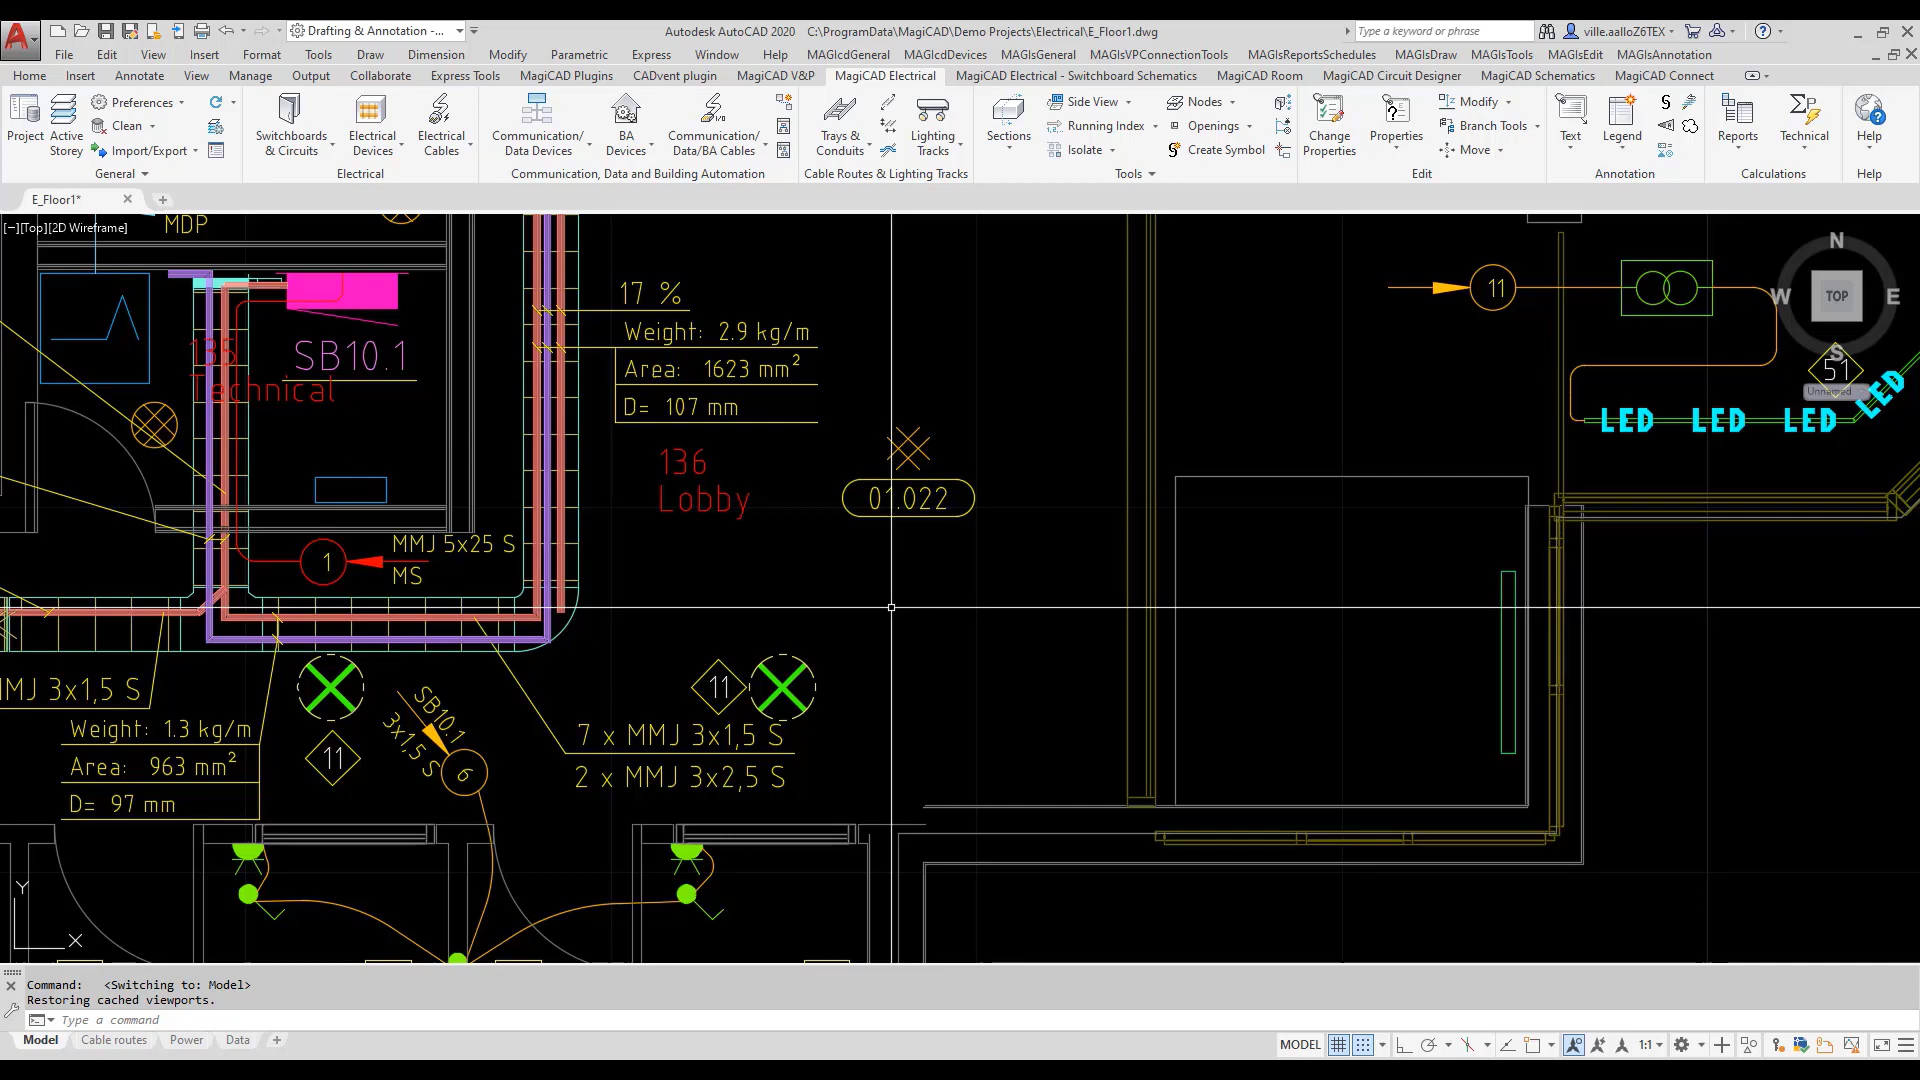 Drafting & Annotation -...
Autodesk AutoCAD 2020 C:\ProgramData\MagiCAD\Demo Projects\Electrical\E_Floor1.dwg
Type a keyword or phrase
ville.aalloZ6TEX
File Edit View Insert Format Tools Draw Dimension Modify Parametric Express Window Help MAGIcdGeneral MAGIcdDevices MAGIsGeneral MAGIsVPConnectionTools MAGIsReportsSchedules MAGIsDraw MAGIsTools MAGIsEdit MAGIsAnnotation
Home Insert Annotate View Manage Output Collaborate Express Tools MagiCAD Plugins CADvent plugin MagiCAD V&P MagiCAD Electrical MagiCAD Electrical - Switchboard Schematics MagiCAD Room MagiCAD Circuit Designer MagiCAD Schematics MagiCAD Connect
Project
Active Storey
Preferences
Clean
Import/Export
Switchboards & Circuits
Electrical Devices
Electrical Cables
Communication/ Data Devices
BA Devices
Communication/ Data/BA Cables
Trays & Conduits
Lighting Tracks
Sections
Side View
Running Index
Isolate
Nodes
Openings
Create Symbol
Change Properties
Properties
Modify
Branch Tools
Move
Text
Legend
Reports
Technical
Help
General Electrical Communication, Data and Building Automation Cable Routes & Lighting Tracks Tools Edit Annotation Calculations Help
E_Floor1*
[−][Top][2D Wireframe]
MDP
N
W TOP E
S
Unnamed
17 %
Weight: 2.9 kg/m
Area: 1623 mm²
D= 107 mm
11
51
LED LED LED LED
SB10.1
136
Technical
136
Lobby
01.022
1
MMJ 5x25 S
MS
MMJ 3x1,5 S
Weight: 1.3 kg/m
Area: 963 mm²
D= 97 mm
11
SB10.1
3x1,5 S
6
11
7 x MMJ 3x1,5 S
2 x MMJ 3x2,5 S
Y
X
Command: <Switching to: Model>
Restoring cached viewports.
Type a command
Model Cable routes Power Data
MODEL
1:1